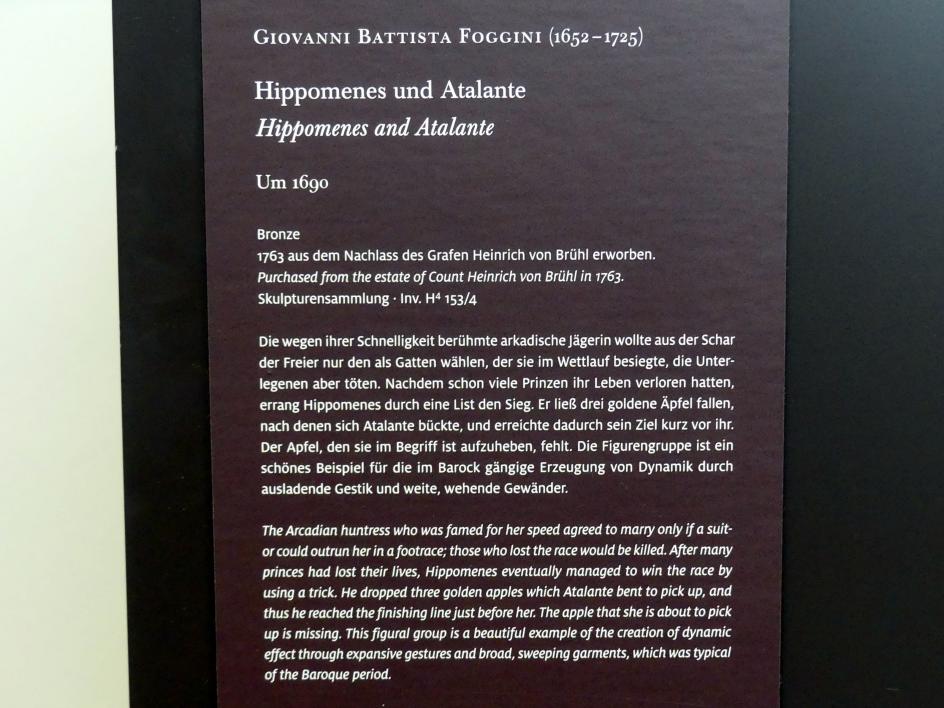 Giovanni Battista Foggini (1652–1725)
Hippomenes und Atalante
Hippomenes and Atalante
Um 1690
Bronze
1763 aus dem Nachlass des Grafen Heinrich von Brühl erworben.
Purchased from the estate of Count Heinrich von Brühl in 1763.
Skulpturensammlung · Inv. H⁴ 153/4
Die wegen ihrer Schnelligkeit berühmte arkadische Jägerin wollte aus der Schar
der Freier nur den als Gatten wählen, der sie im Wettlauf besiegte, die Unter-
legenen aber töten. Nachdem schon viele Prinzen ihr Leben verloren hatten,
errang Hippomenes durch eine List den Sieg. Er ließ drei goldene Äpfel fallen,
nach denen sich Atalante bückte, und erreichte dadurch sein Ziel kurz vor ihr.
Der Apfel, den sie im Begriff ist aufzuheben, fehlt. Die Figurengruppe ist ein
schönes Beispiel für die im Barock gängige Erzeugung von Dynamik durch
ausladende Gestik und weite, wehende Gewänder.
The Arcadian huntress who was famed for her speed agreed to marry only if a suit-
or could outrun her in a footrace; those who lost the race would be killed. After many
princes had lost their lives, Hippomenes eventually managed to win the race by
using a trick. He dropped three golden apples which Atalante bent to pick up, and
thus he reached the finishing line just before her. The apple that she is about to pick
up is missing. This figural group is a beautiful example of the creation of dynamic
effect through expansive gestures and broad, sweeping garments, which was typical
of the Baroque period.